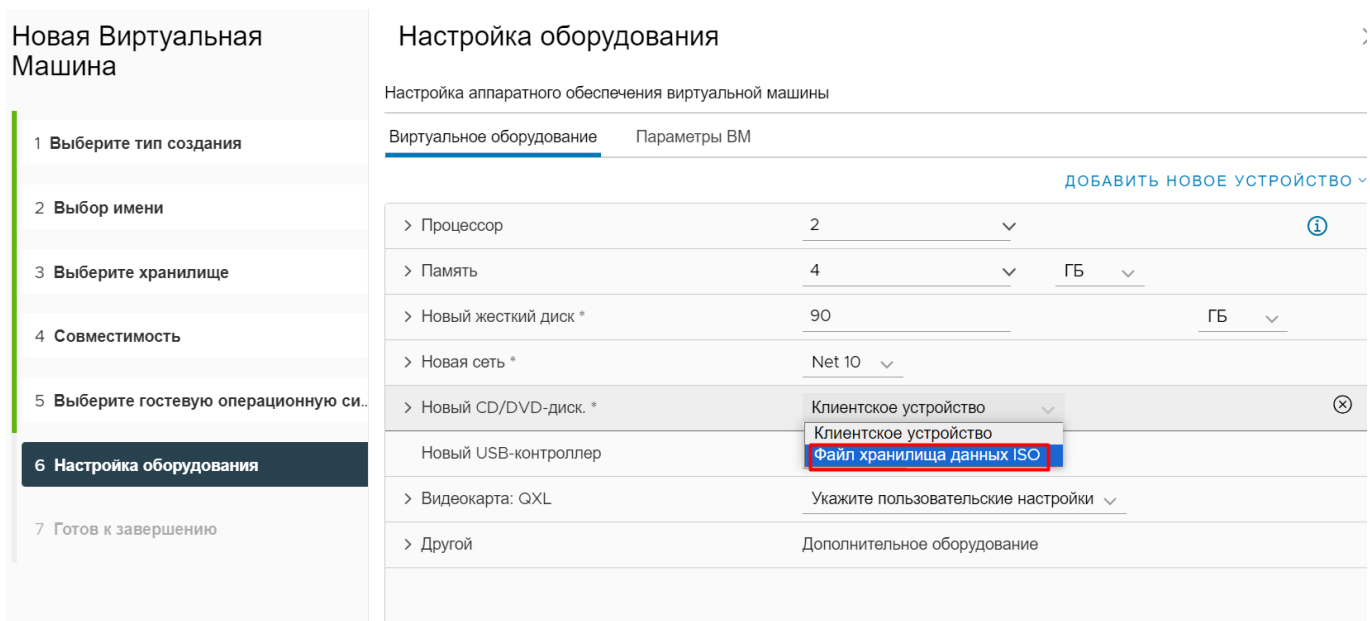 Новая Виртуальная
Машина
1 Выберите тип создания
2 Выбор имени
3 Выберите хранилище
4 Совместимость
5 Выберите гостевую операционную си..
6 Настройка оборудования
7 Готов к завершению
Настройка оборудования
Настройка аппаратного обеспечения виртуальной машины
Виртуальное оборудование Параметры ВМ
ДОБАВИТЬ НОВОЕ УСТРОЙСТВО
Процессор 2
Память 4 ГБ
Новый жесткий диск * 90 ГБ
Новая сеть * Net 10
Новый CD/DVD-диск. * Клиентское устройство
Клиентское устройство
Новый USB-контроллер Файл хранилища данных ISO
Видеокарта: QXL Укажите пользовательские настройки
Другой Дополнительное оборудование